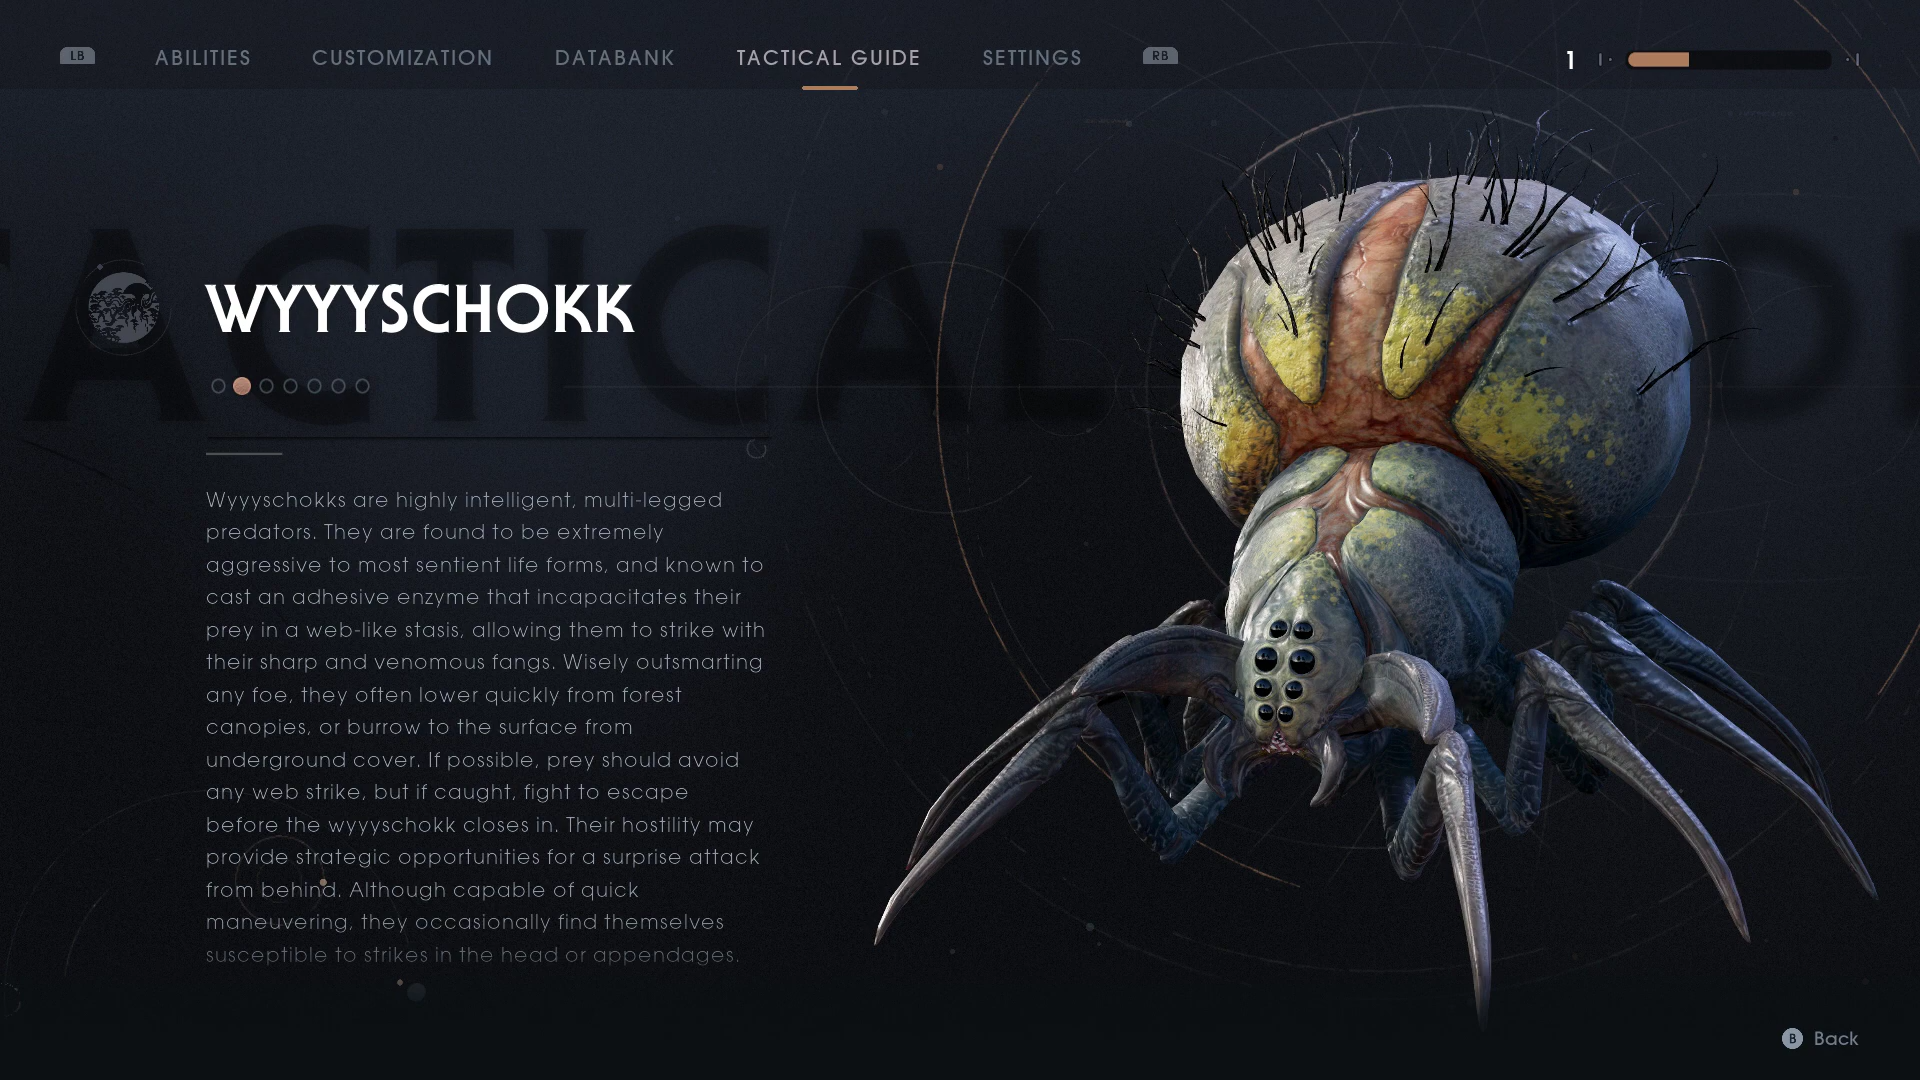 LB
ABILITIES
CUSTOMIZATION
DATABANK
TACTICAL GUIDE
SETTINGS
RB
1
TACTICAL
WYYYSCHOKK
Wyyyschokks are highly intelligent, multi-legged
predators. They are found to be extremely
aggressive to most sentient life forms, and known to
cast an adhesive enzyme that incapacitates their
prey in a web-like stasis, allowing them to strike with
their sharp and venomous fangs. Wisely outsmarting
any foe, they often lower quickly from forest
canopies, or burrow to the surface from
underground cover. If possible, prey should avoid
any web strike, but if caught, fight to escape
before the wyyyschokk closes in. Their hostility may
provide strategic opportunities for a surprise attack
from behind. Although capable of quick
maneuvering, they occasionally find themselves
susceptible to strikes in the head or appendages.
B Back